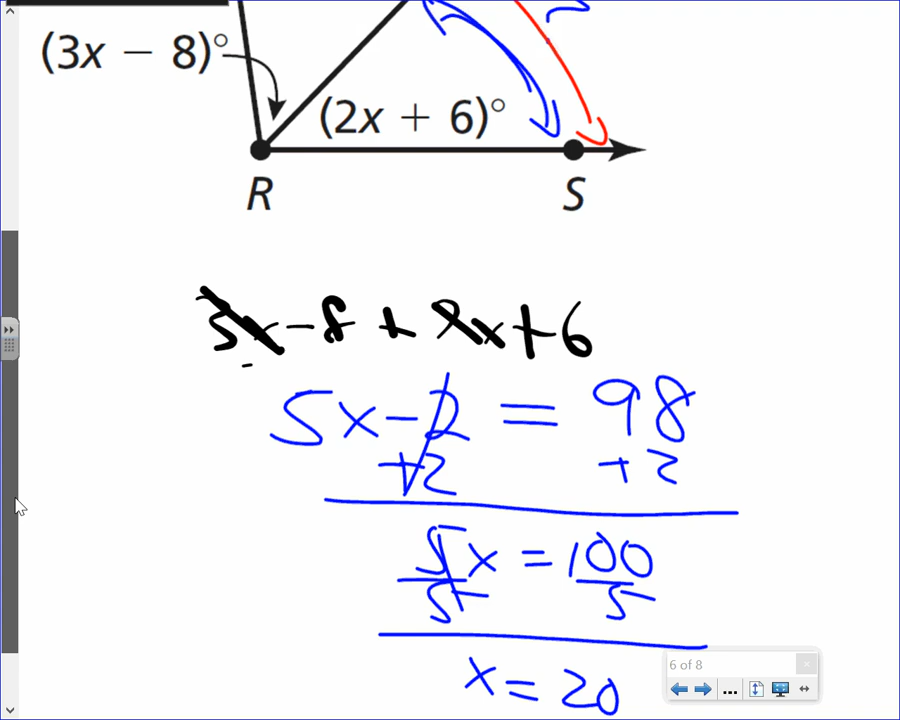 (3x − 8)°
(2x + 6)°
R S
3x - 8 + 2x + 6
5x - 2 = 98
+2 +2
5x = 100
5 5
x = 20
6 of 8